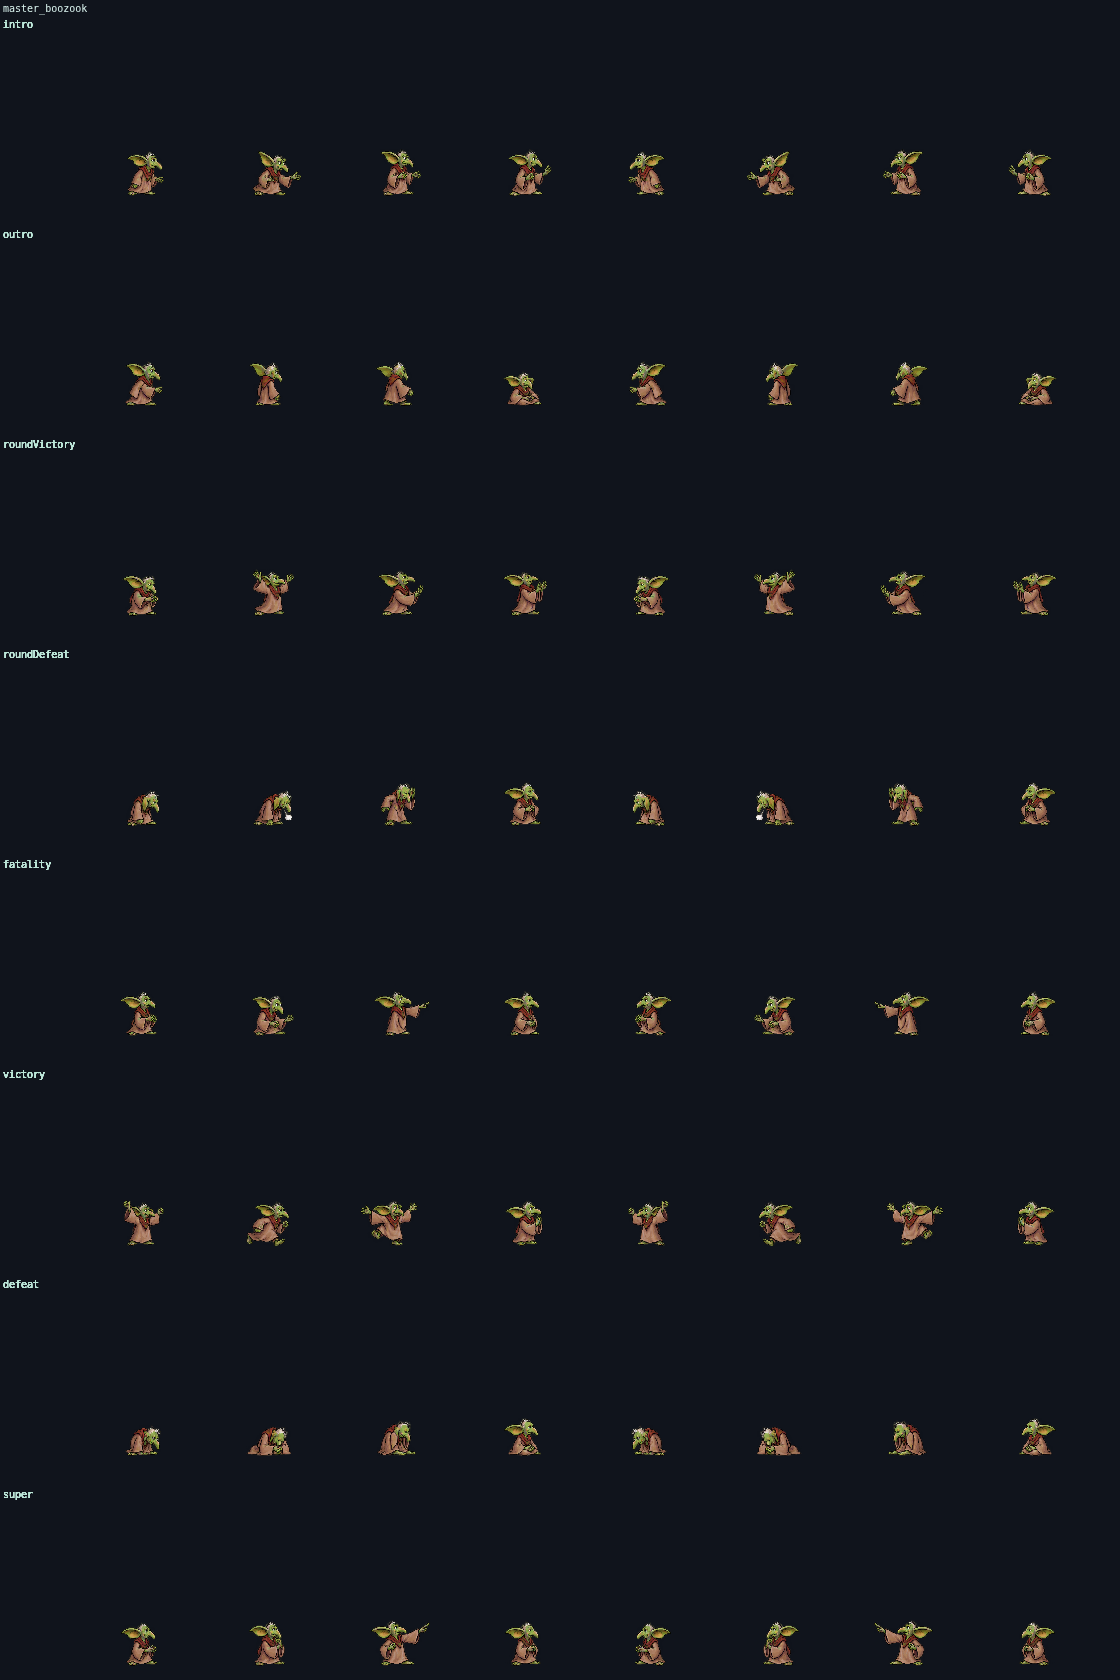 master_boozook
intro
outro
roundVictory
roundDefeat
fatality
victory
defeat
super